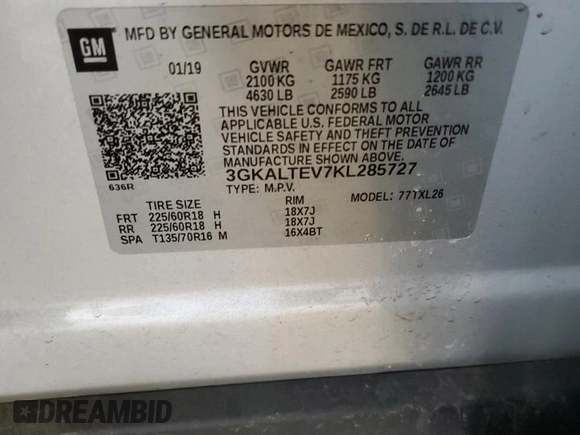 GM
MFD BY GENERAL MOTORS DE MEXICO, S. DE R.L. DE C.V.
01/19 GVWR GAWR FRT GAWR RR
2100 KG 1175 KG 1200 KG
4630 LB 2590 LB 2645 LB
THIS VEHICLE CONFORMS TO ALL
APPLICABLE U.S. FEDERAL MOTOR
VEHICLE SAFETY AND THEFT PREVENTION
STANDARDS IN EFFECT ON THE DATE OF
MANUFACTURE SHOWN ABOVE.
3GKALTEV7KL285727
636R
TYPE: M.P.V. MODEL: 77TXL26
TIRE SIZE RIM
FRT 225/60R18 H 18X7J
RR 225/60R18 H 18X7J
SPA T135/70R16 M 16X4BT
DREAMBID